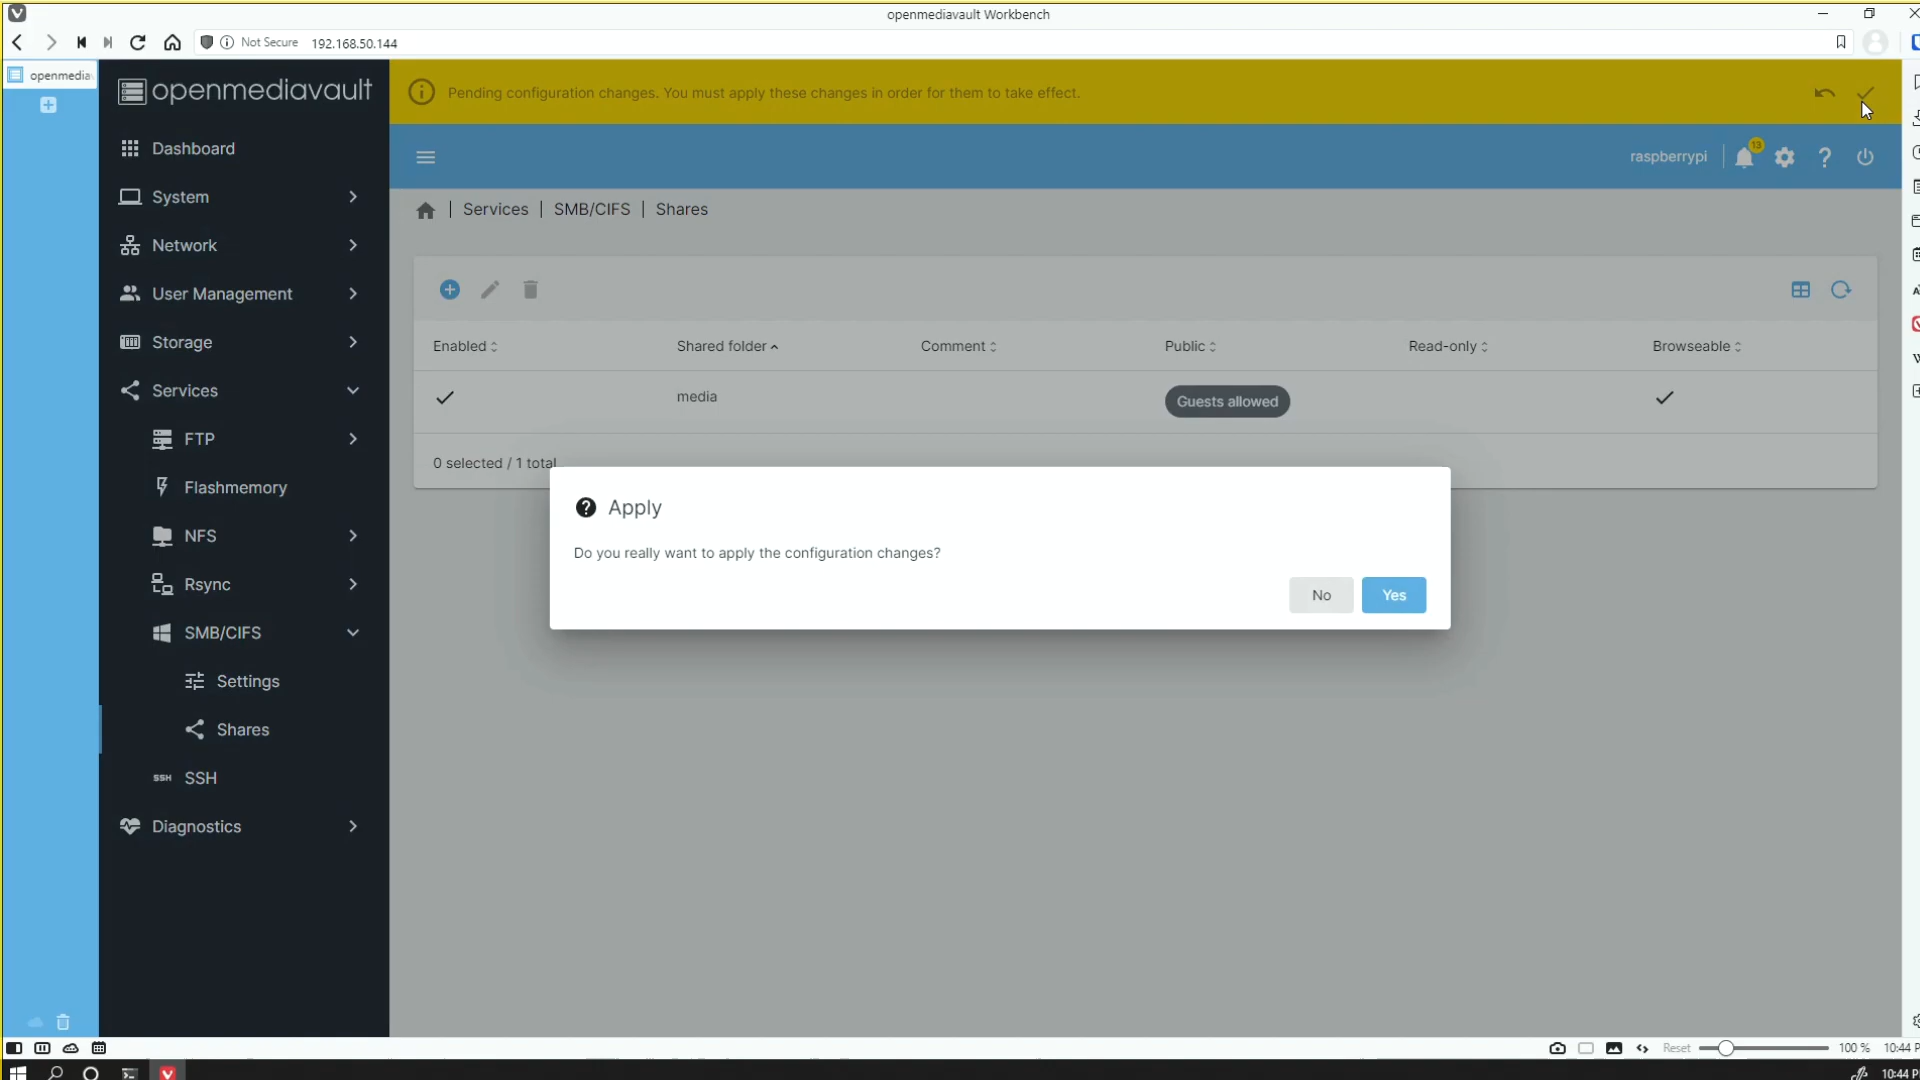 openmediavault Workbench
Not Secure 192.168.50.144
openmedia
openmediavault
Pending configuration changes. You must apply these changes in order for them to take effect.
Dashboard
raspberrypi
13
System
Services | SMB/CIFS | Shares
Network
User Management
Storage
Enabled
Shared folder
Comment
Public
Read-only
Browseable
Services
media
Guests allowed
FTP
0 selected / 1 total
Flashmemory
Apply
NFS
Do you really want to apply the configuration changes?
Rsync
No
Yes
SMB/CIFS
Settings
Shares
SSH SSH
Diagnostics
Reset
100 %
10:44 P
10:44 P